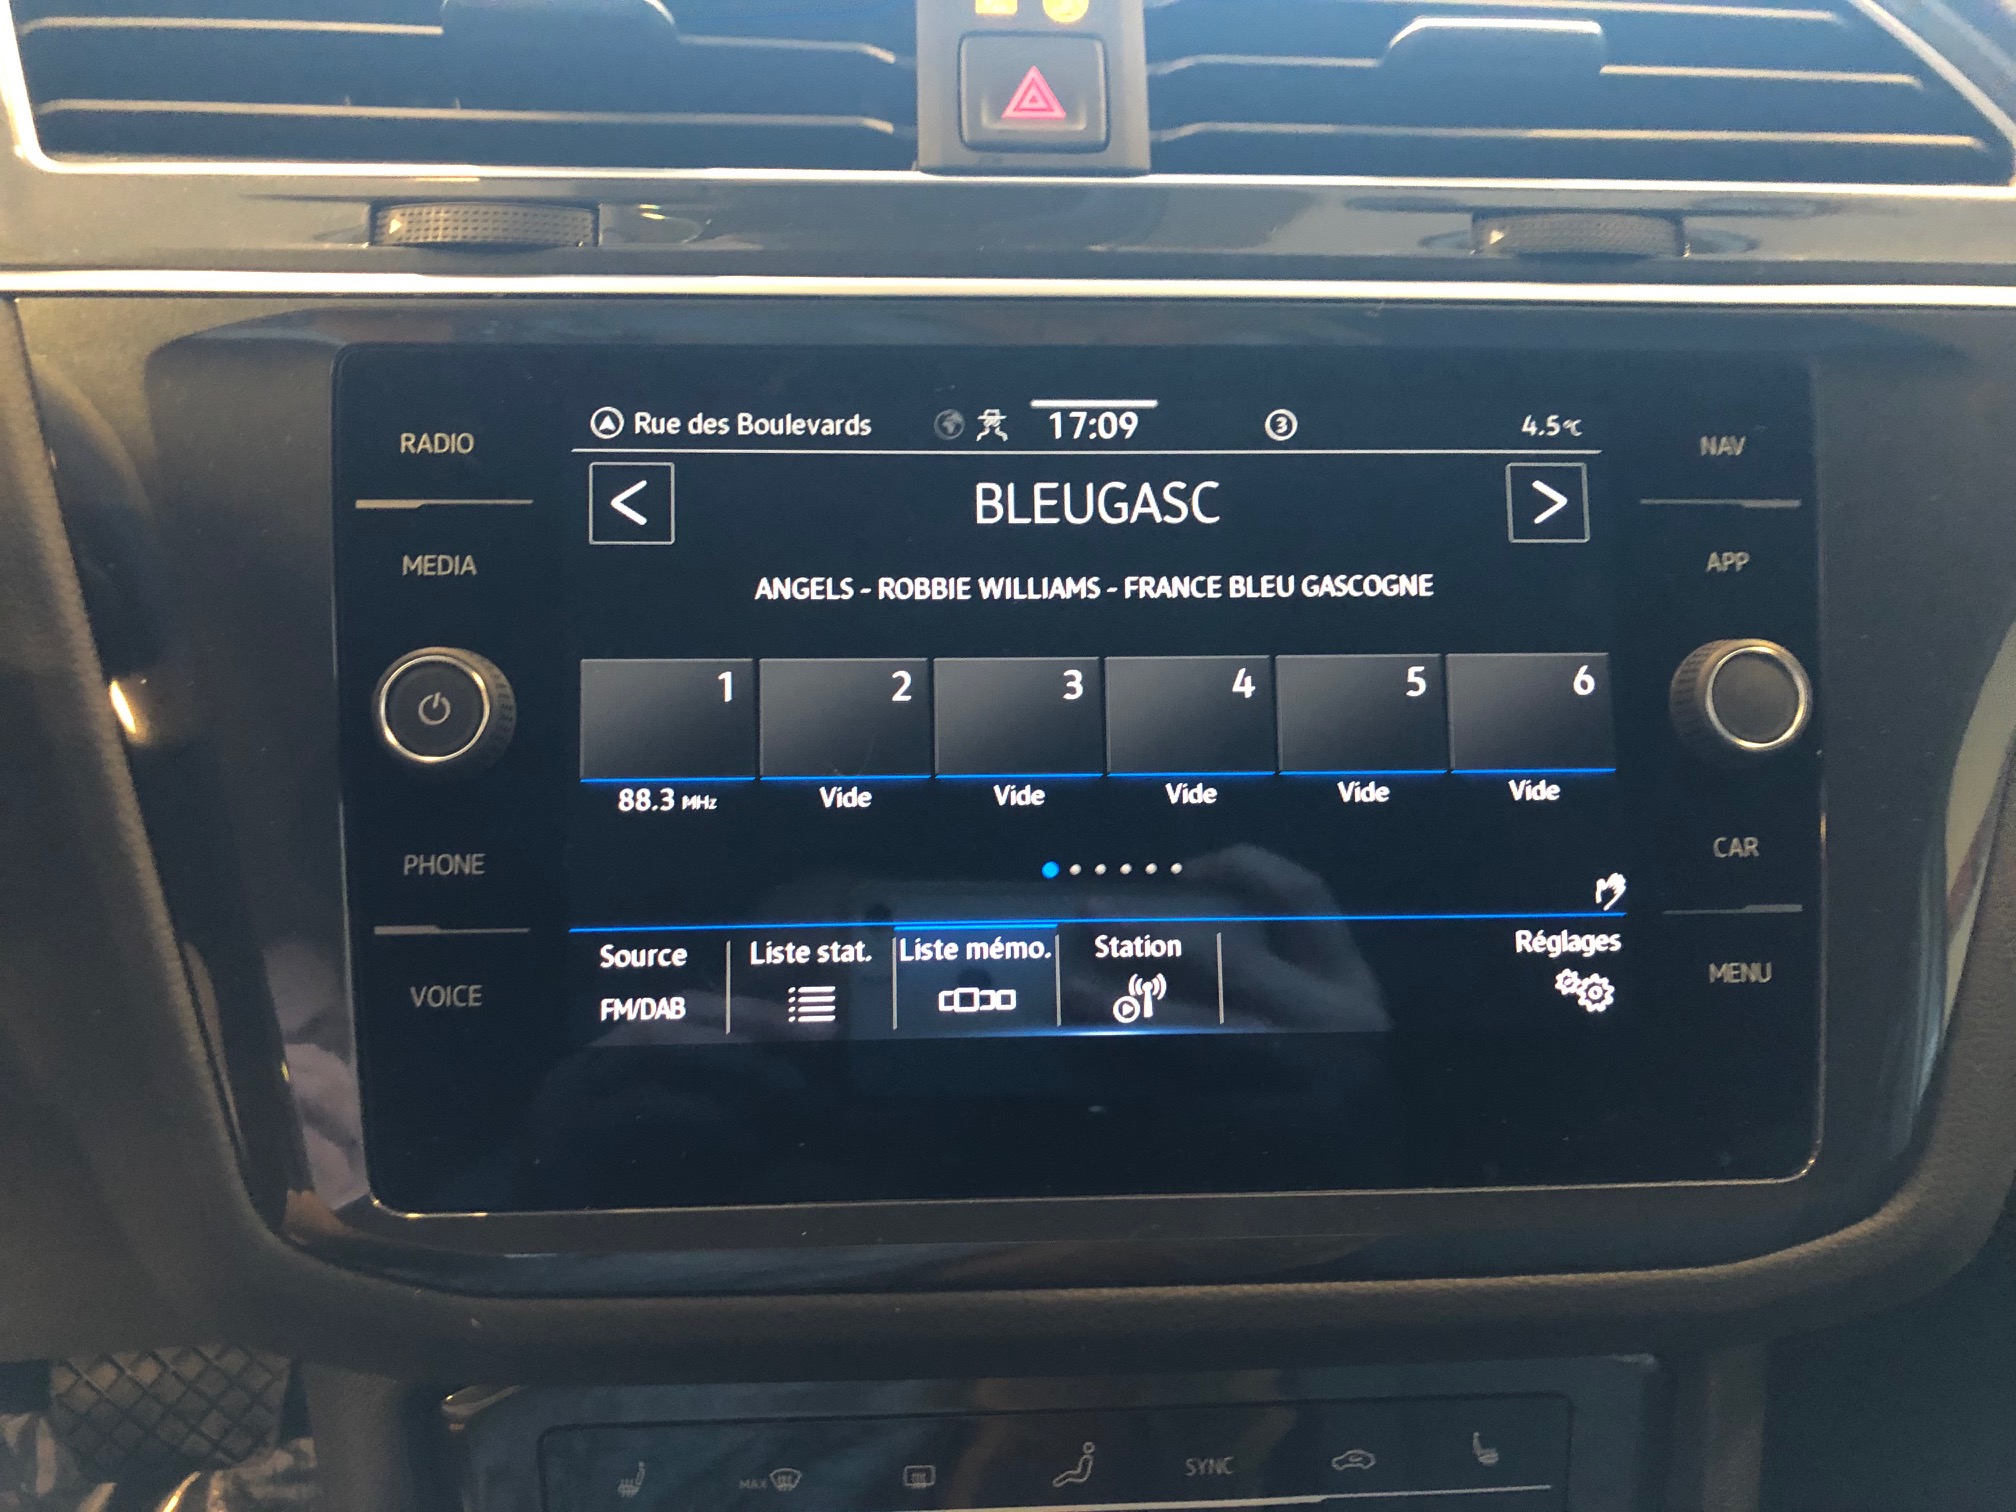 Rue des Boulevards 17:09 3 4.5°C
RADIO
NAV
< BLEUGASC >
MEDIA
APP
ANGELS - ROBBIE WILLIAMS - FRANCE BLEU GASCOGNE
1 2 3 4 5 6
88.3 MHz Vide Vide Vide Vide Vide
PHONE
CAR
Source Liste stat. Liste mémo. Station Réglages
FM/DAB
VOICE
MENU
MAX SYNC